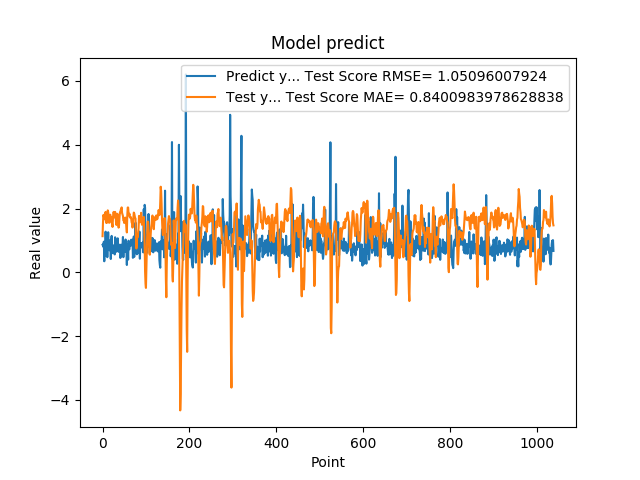 Model predict
Predict y... Test Score RMSE= 1.05096007924
Test y... Test Score MAE= 0.8400983978628838
Real value
6
4
2
0
−2
−4
0 200 400 600 800 1000
Point